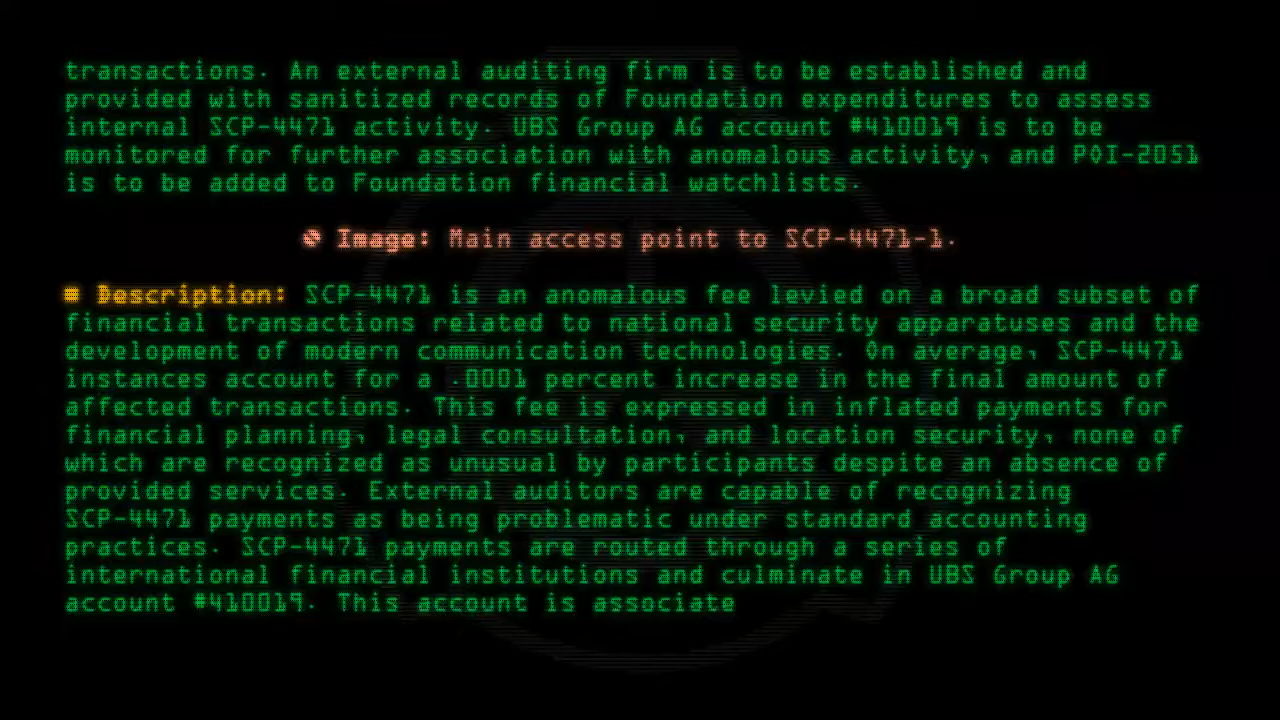 transactions. An external auditing firm is to be established and
provided with sanitized records of Foundation expenditures to assess
internal SCP-4471 activity. UBS Group AG account #410019 is to be
monitored for further association with anomalous activity, and POI-2051
is to be added to Foundation financial watchlists.
Image: Main access point to SCP-4471-1.
# Description: SCP-4471 is an anomalous fee levied on a broad subset of
financial transactions related to national security apparatuses and the
development of modern communication technologies. On average, SCP-4471
instances account for a .0001 percent increase in the final amount of
affected transactions. This fee is expressed in inflated payments for
financial planning, legal consultation, and location security, none of
which are recognized as unusual by participants despite an absence of
provided services. External auditors are capable of recognizing
SCP-4471 payments as being problematic under standard accounting
practices. SCP-4471 payments are routed through a series of
international financial institutions and culminate in UBS Group AG
account #410019. This account is associate